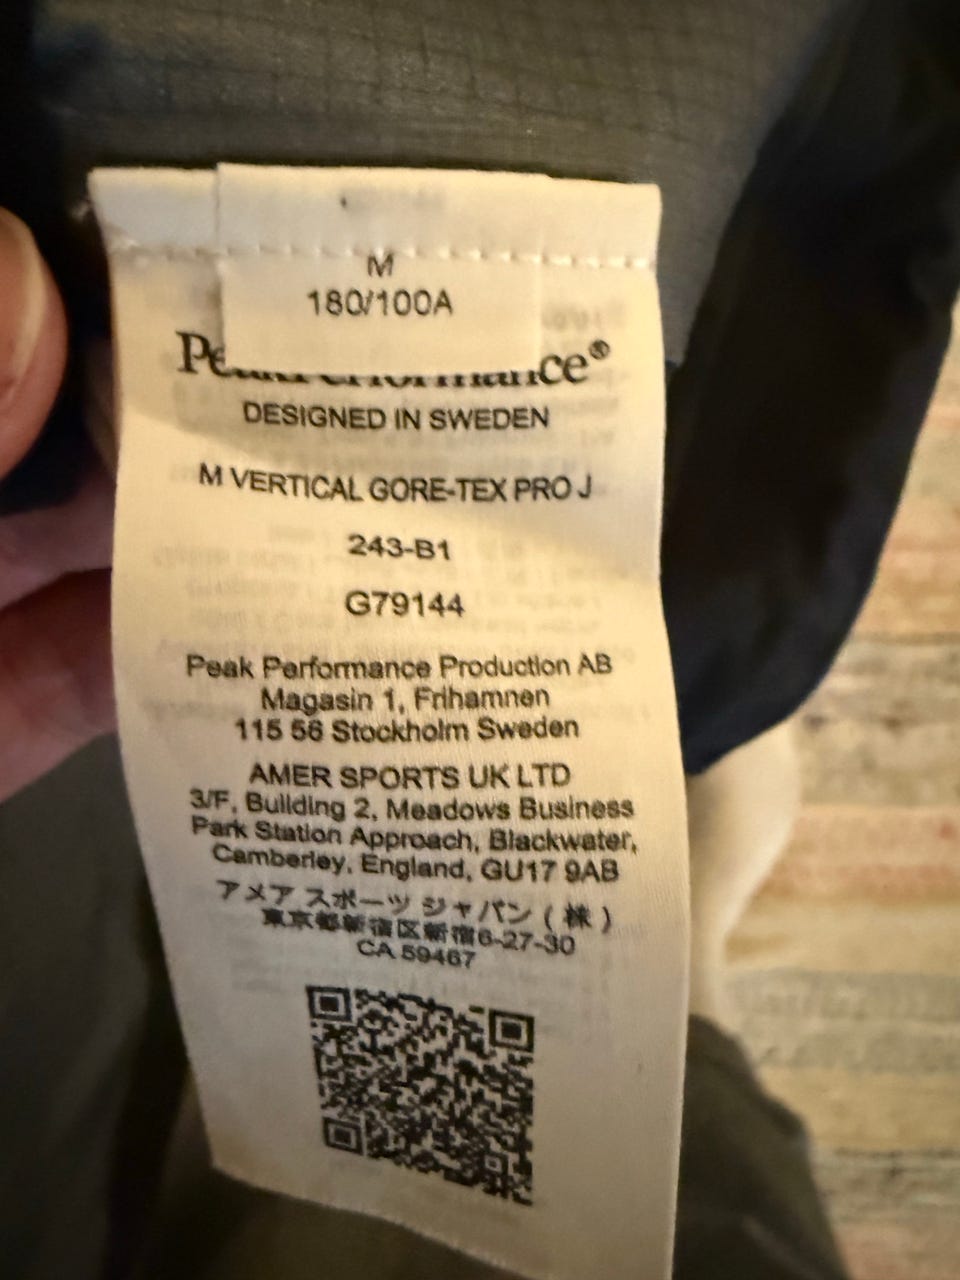 M
180/100A
PeakPerformance®
DESIGNED IN SWEDEN
M VERTICAL GORE-TEX PRO J
243-B1
G79144
Peak Performance Production AB
Magasin 1, Frihamnen
115 56 Stockholm Sweden
AMER SPORTS UK LTD
3/F, Building 2, Meadows Business
Park Station Approach, Blackwater,
Camberley, England, GU17 9AB
アメア スポーツ ジャパン (株)
東京都新宿区新宿6-27-30
CA 59467